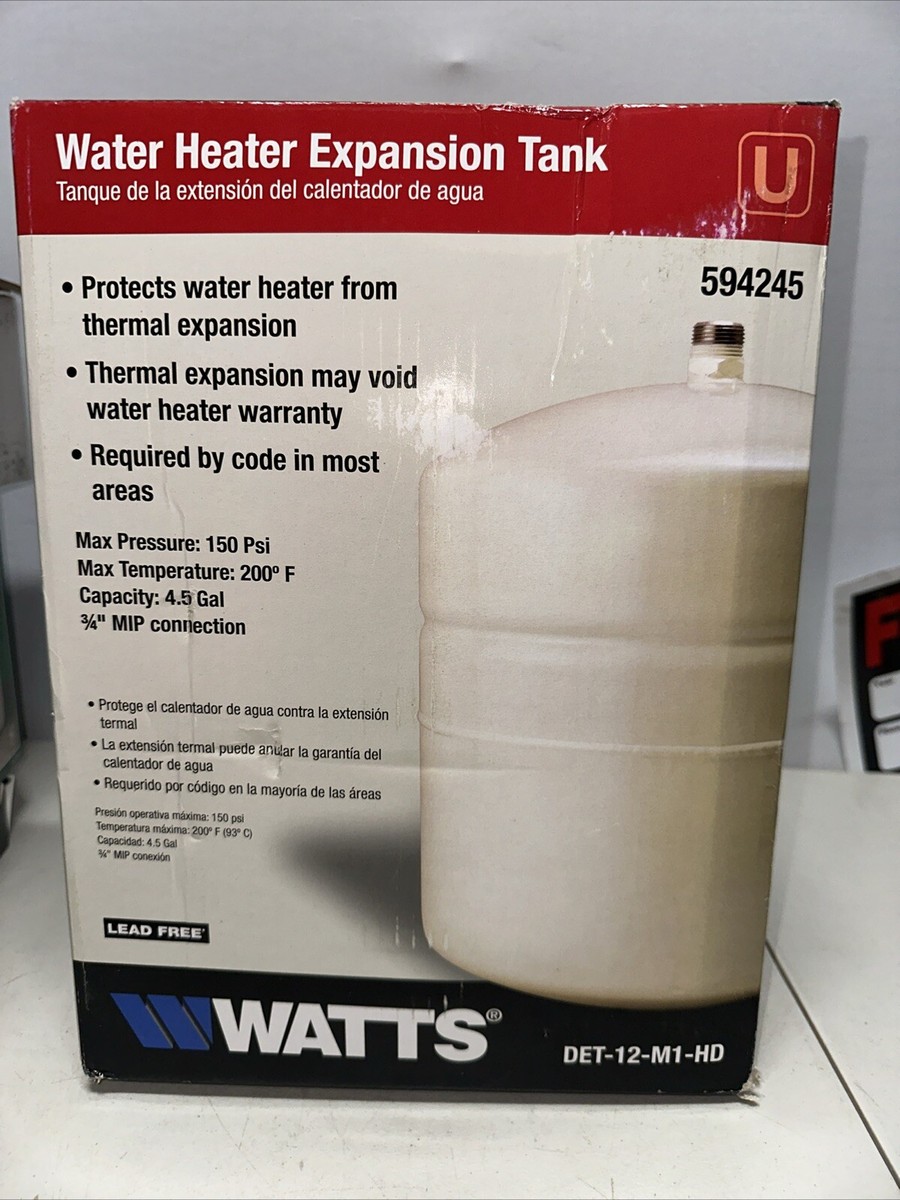 Water Heater Expansion Tank
Tanque de la extensión del calentador de agua
U
594245
• Protects water heater from
thermal expansion
• Thermal expansion may void
water heater warranty
• Required by code in most
areas
Max Pressure: 150 Psi
Max Temperature: 200º F
Capacity: 4.5 Gal
¾" MIP connection
• Protege el calentador de agua contra la extensión
termal
• La extensión termal puede anular la garantía del
calentador de agua
• Requerido por código en la mayoría de las áreas
Presión operativa máxima: 150 psi
Temperatura máxima: 200º F (93º C)
Capacidad: 4.5 Gal
¾" MIP conexión
LEAD FREE*
WATTS®
DET-12-M1-HD
F